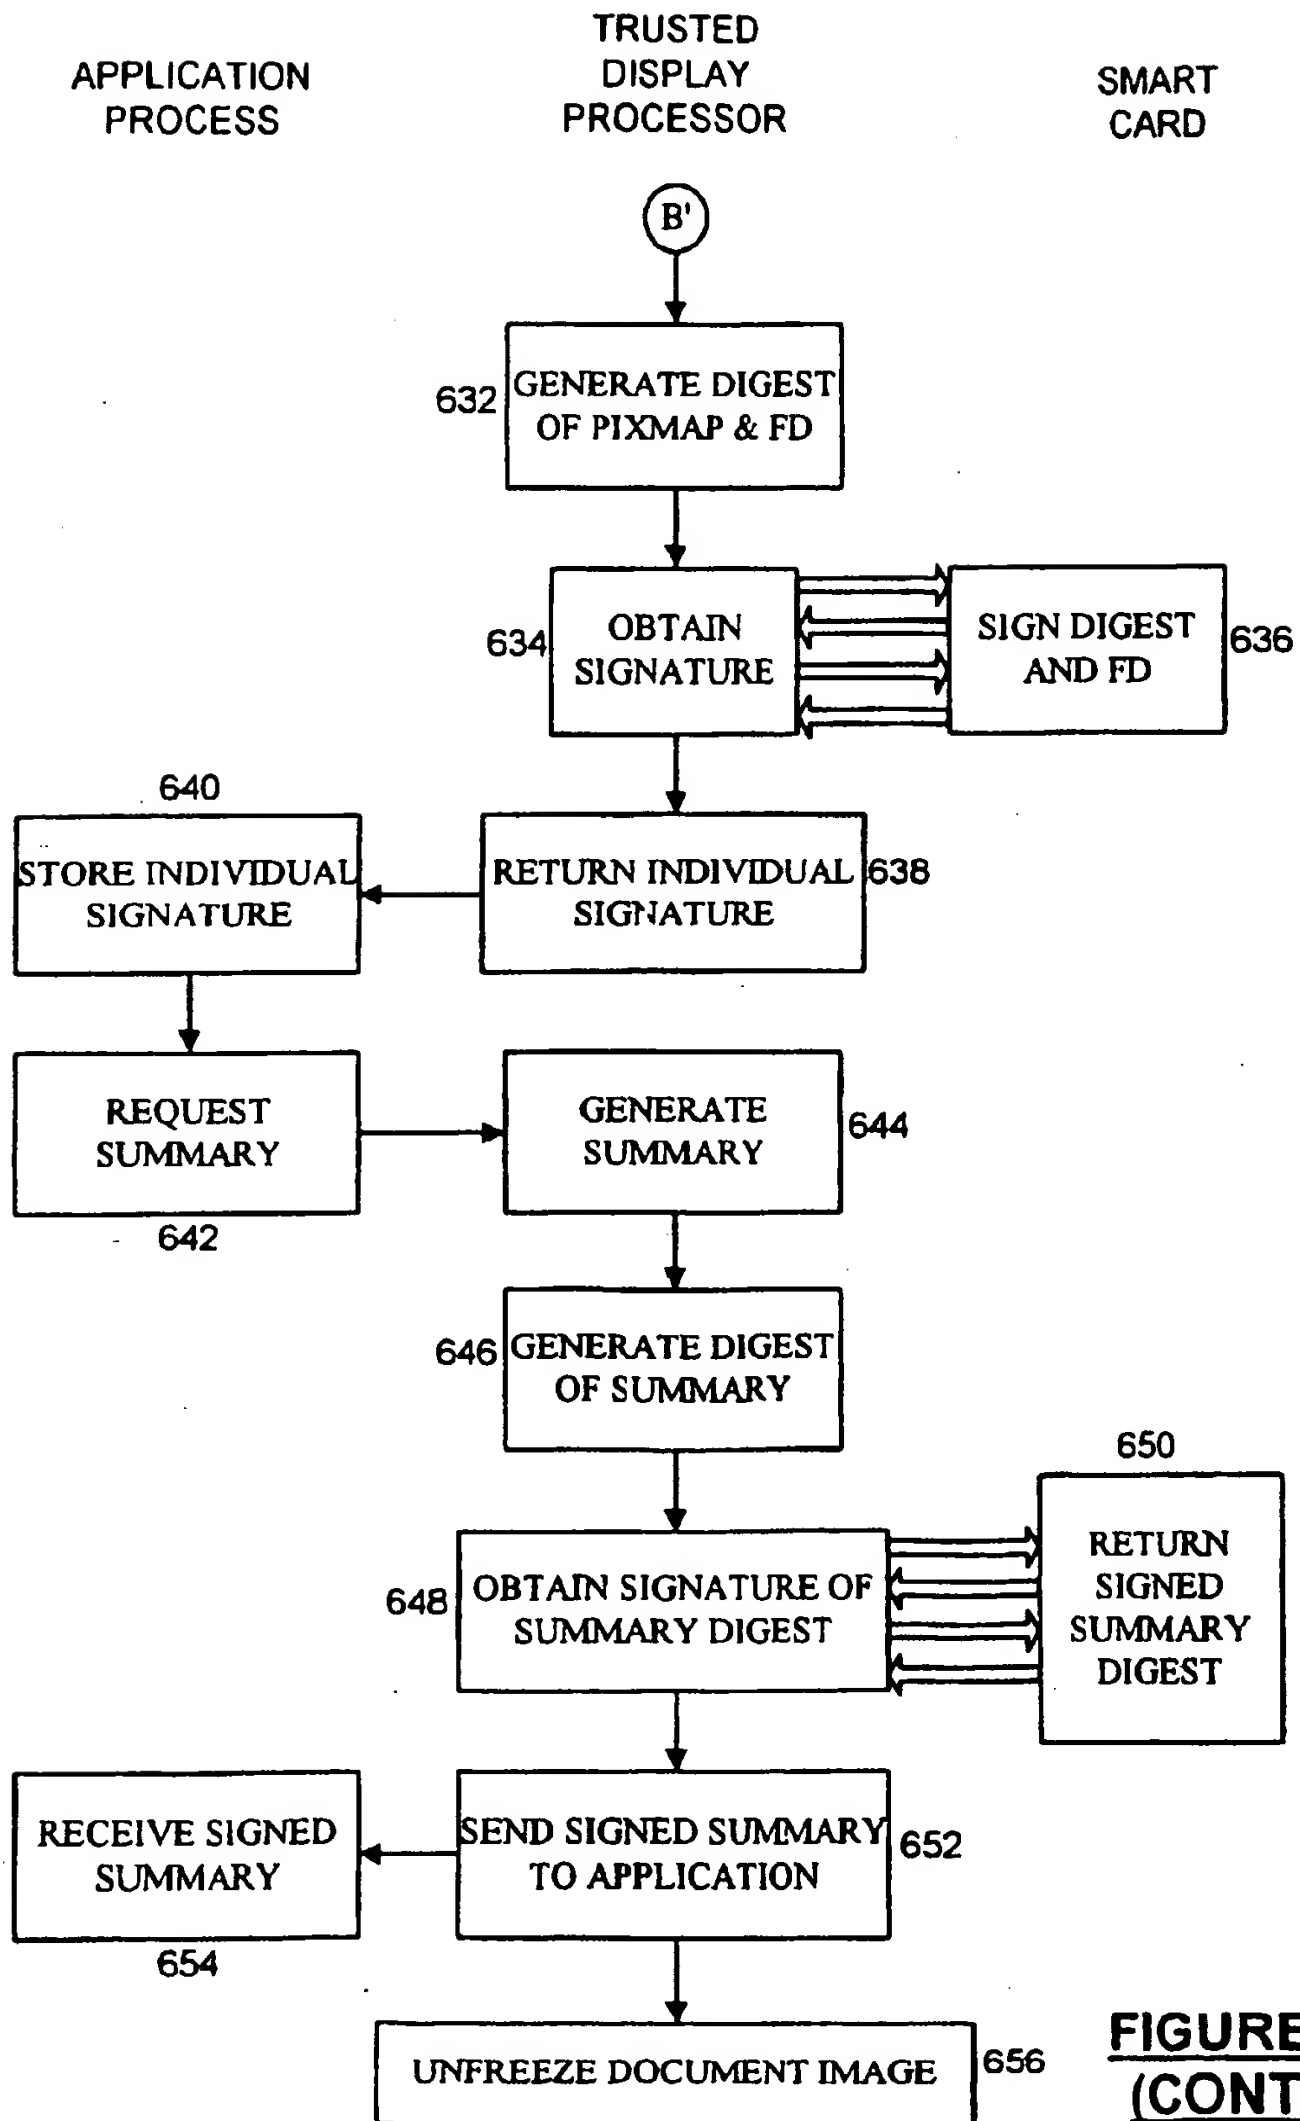 APPLICATION
PROCESS
TRUSTED
DISPLAY
PROCESSOR
SMART
CARD
B'
632
GENERATE DIGEST
OF PIXMAP & FD
634
OBTAIN
SIGNATURE
SIGN DIGEST
AND FD
636
640
STORE INDIVIDUAL
SIGNATURE
RETURN INDIVIDUAL
SIGNATURE
638
REQUEST
SUMMARY
642
GENERATE
SUMMARY
644
646
GENERATE DIGEST
OF SUMMARY
648
OBTAIN SIGNATURE OF
SUMMARY DIGEST
650
RETURN
SIGNED
SUMMARY
DIGEST
RECEIVE SIGNED
SUMMARY
654
SEND SIGNED SUMMARY
TO APPLICATION
652
UNFREEZE DOCUMENT IMAGE
656
FIGURE
(CONT